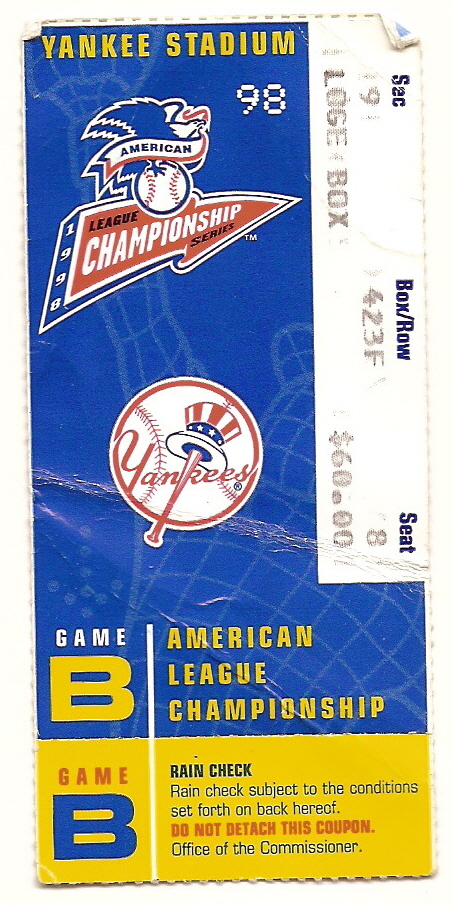 YANKEE STADIUM
98
AMERICAN
LEAGUE
CHAMPIONSHIP
SERIES™
1998
Sec
Box/Row
Seat
19
423F
8
LOGE BOX
$60.00
Yankees®
GAME
B
AMERICAN
LEAGUE
CHAMPIONSHIP
GAME
B
RAIN CHECK
Rain check subject to the conditions
set forth on back hereof.
DO NOT DETACH THIS COUPON.
Office of the Commissioner.